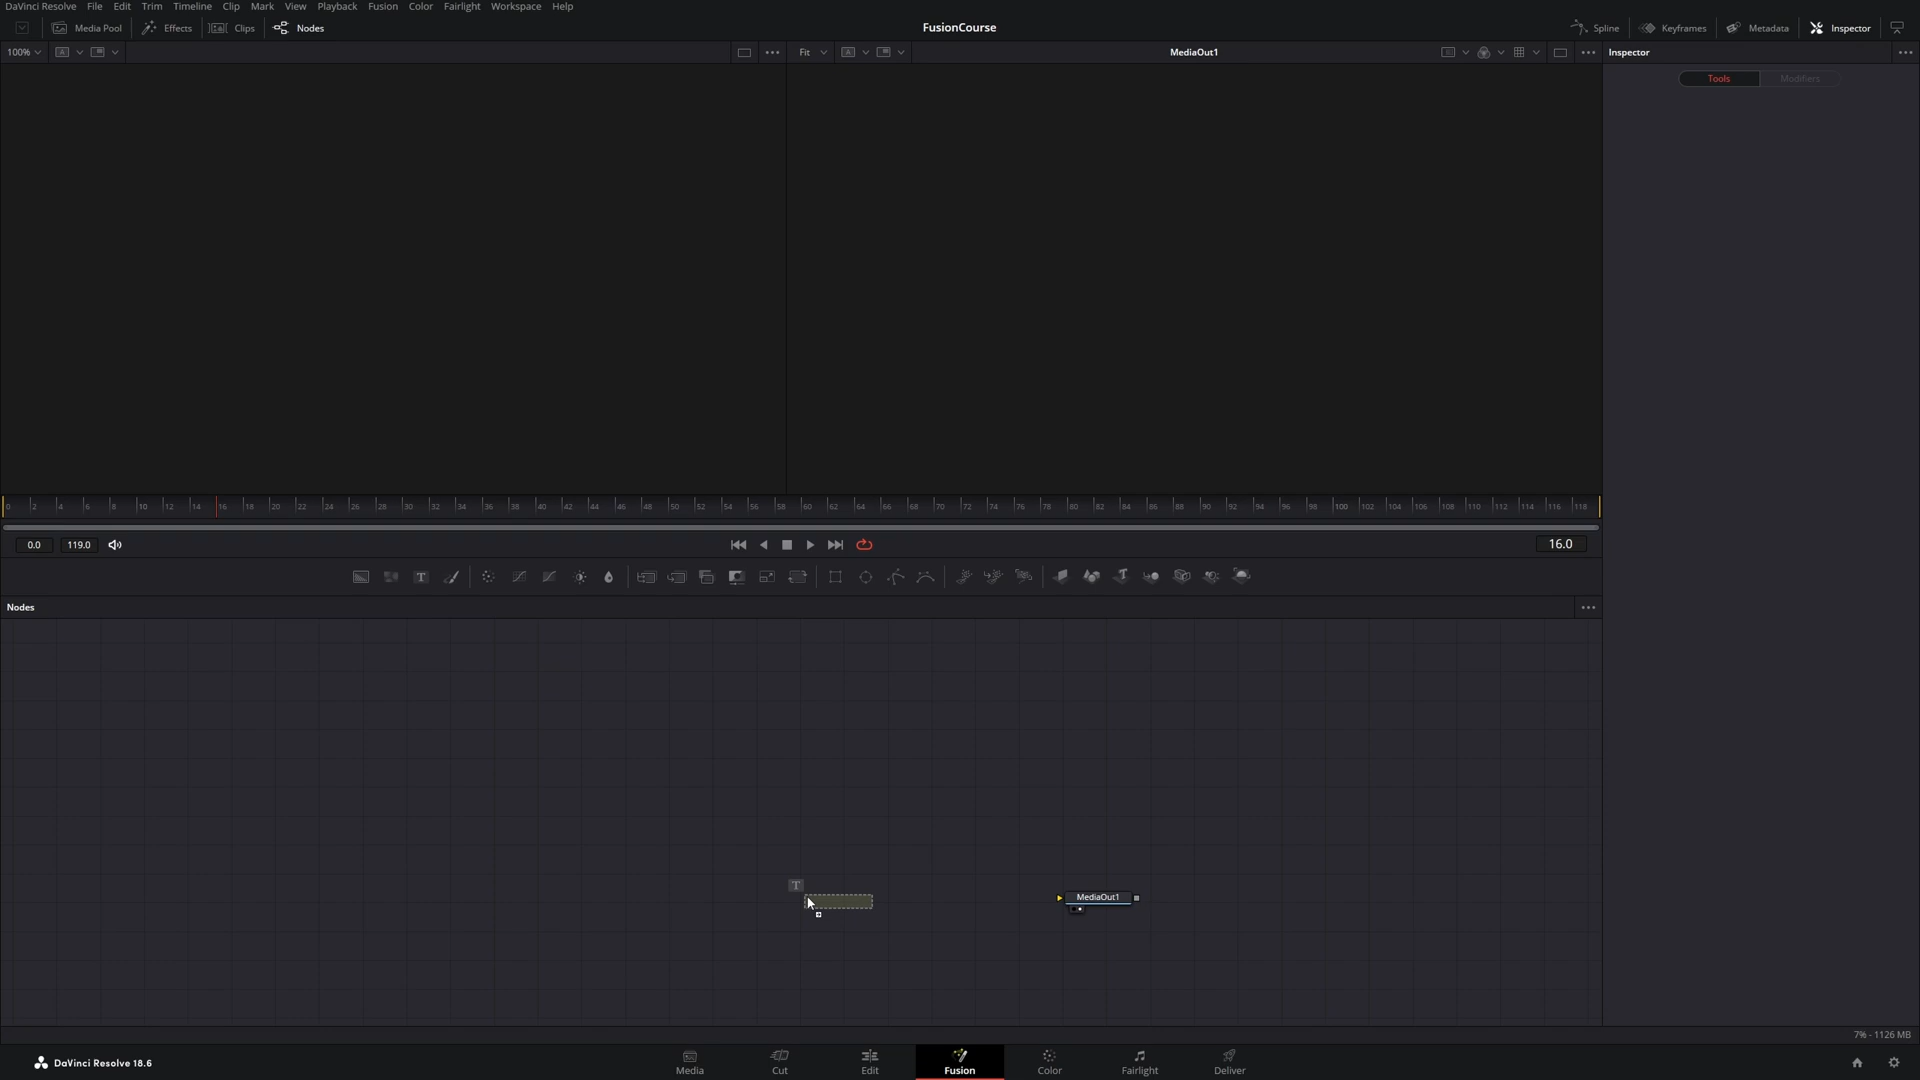 DaVinci Resolve File Edit Trim Timeline Clip Mark View Playback Fusion Color Fairlight Workspace Help
Media Pool Effects Clips Nodes FusionCourse Spline Keyframes Metadata Inspector
100% Fit MediaOut1 Inspector
Tools Modifiers
0 2 4 6 8 10 12 14 16 18 20 22 24 26 28 30 32 34 36 38 40 42 44 46 48 50 52 54 56 58 60 62 64 66 68 70 72 74 76 78 80 82 84 86 88 90 92 94 96 98 100 102 104 106 108 110 112 114 116 118
0.0 119.0 16.0
Nodes
T
MediaOut1
7% - 1126 MB
DaVinci Resolve 18.6 Media Cut Edit Fusion Color Fairlight Deliver